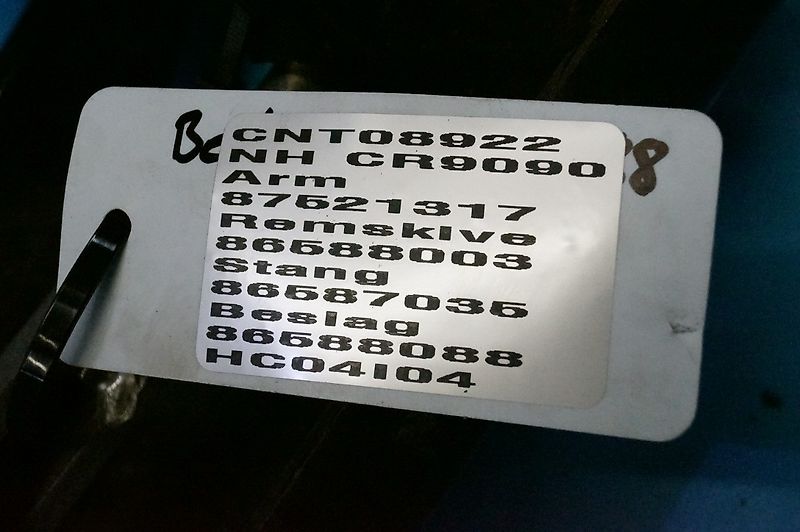 CNT08922
NH CR9090
Arm
87521317
Remskive
86588003
Stang
86587035
Beslag
86588088
HC04I04